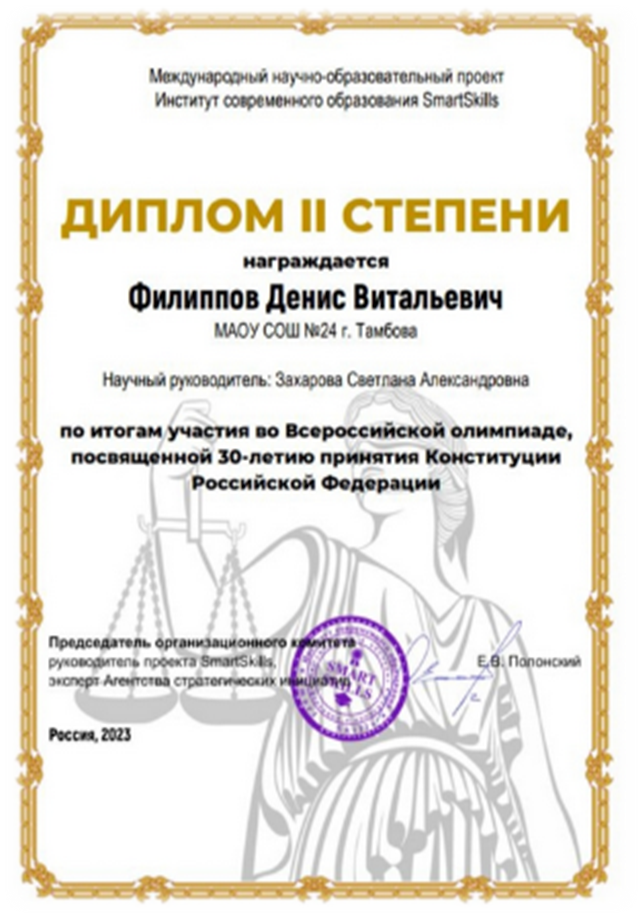 Международный научно-образовательный проект
Институт современного образования SmartSkills
ДИПЛОМ II СТЕПЕНИ
награждается
Филиппов Денис Витальевич
МАОУ СОШ №24 г. Тамбова
Научный руководитель: Захарова Светлана Александровна
по итогам участия во Всероссийской олимпиаде,
посвященной 30-летию принятия Конституции
Российской Федерации
Председатель организационного комитета
руководитель проекта SmartSkills,
эксперт Агентства стратегических инициатив
Е.В. Полонский
SMART
SKILLS
Россия, 2023